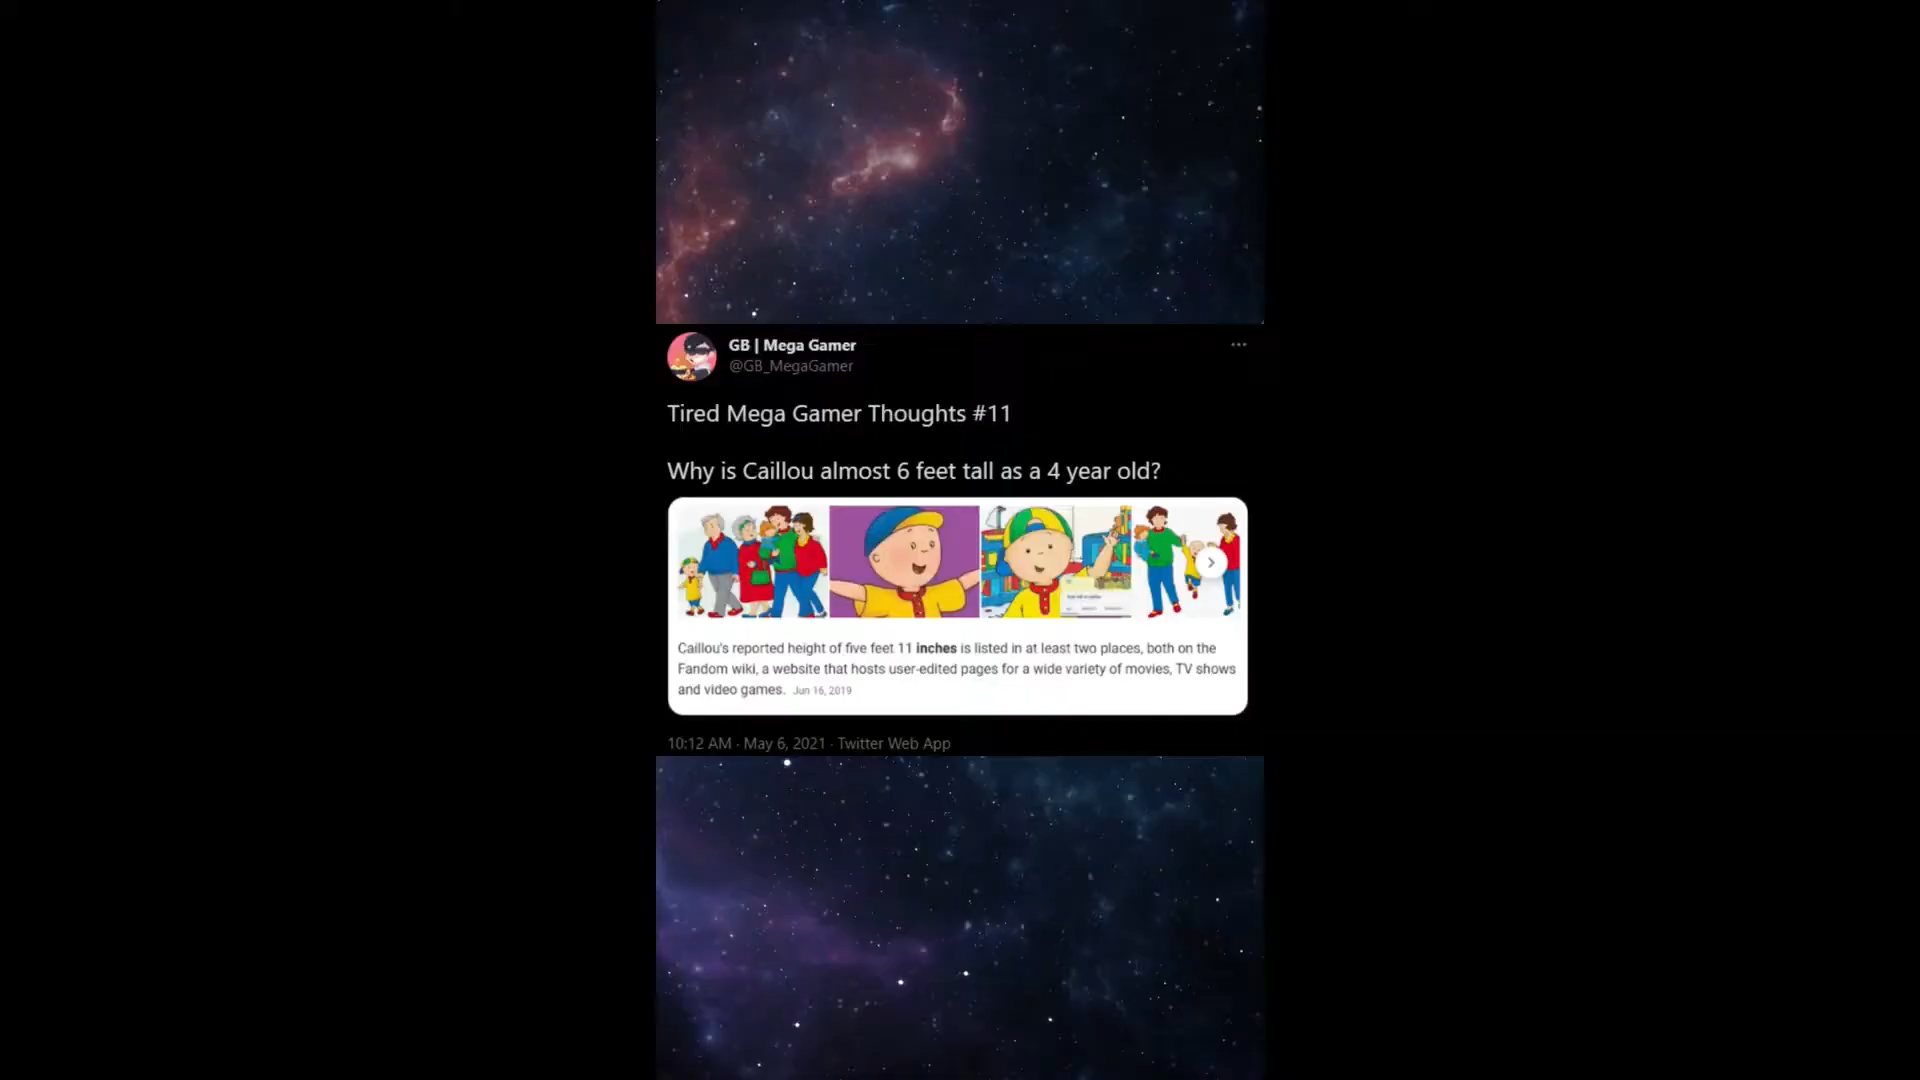 GB | Mega Gamer
@GB_MegaGamer
Tired Mega Gamer Thoughts #11
Why is Caillou almost 6 feet tall as a 4 year old?
Caillou's reported height of five feet 11 inches is listed in at least two places, both on the
Fandom wiki, a website that hosts user-edited pages for a wide variety of movies, TV shows
and video games. Jun 16, 2019
10:12 AM · May 6, 2021 · Twitter Web App